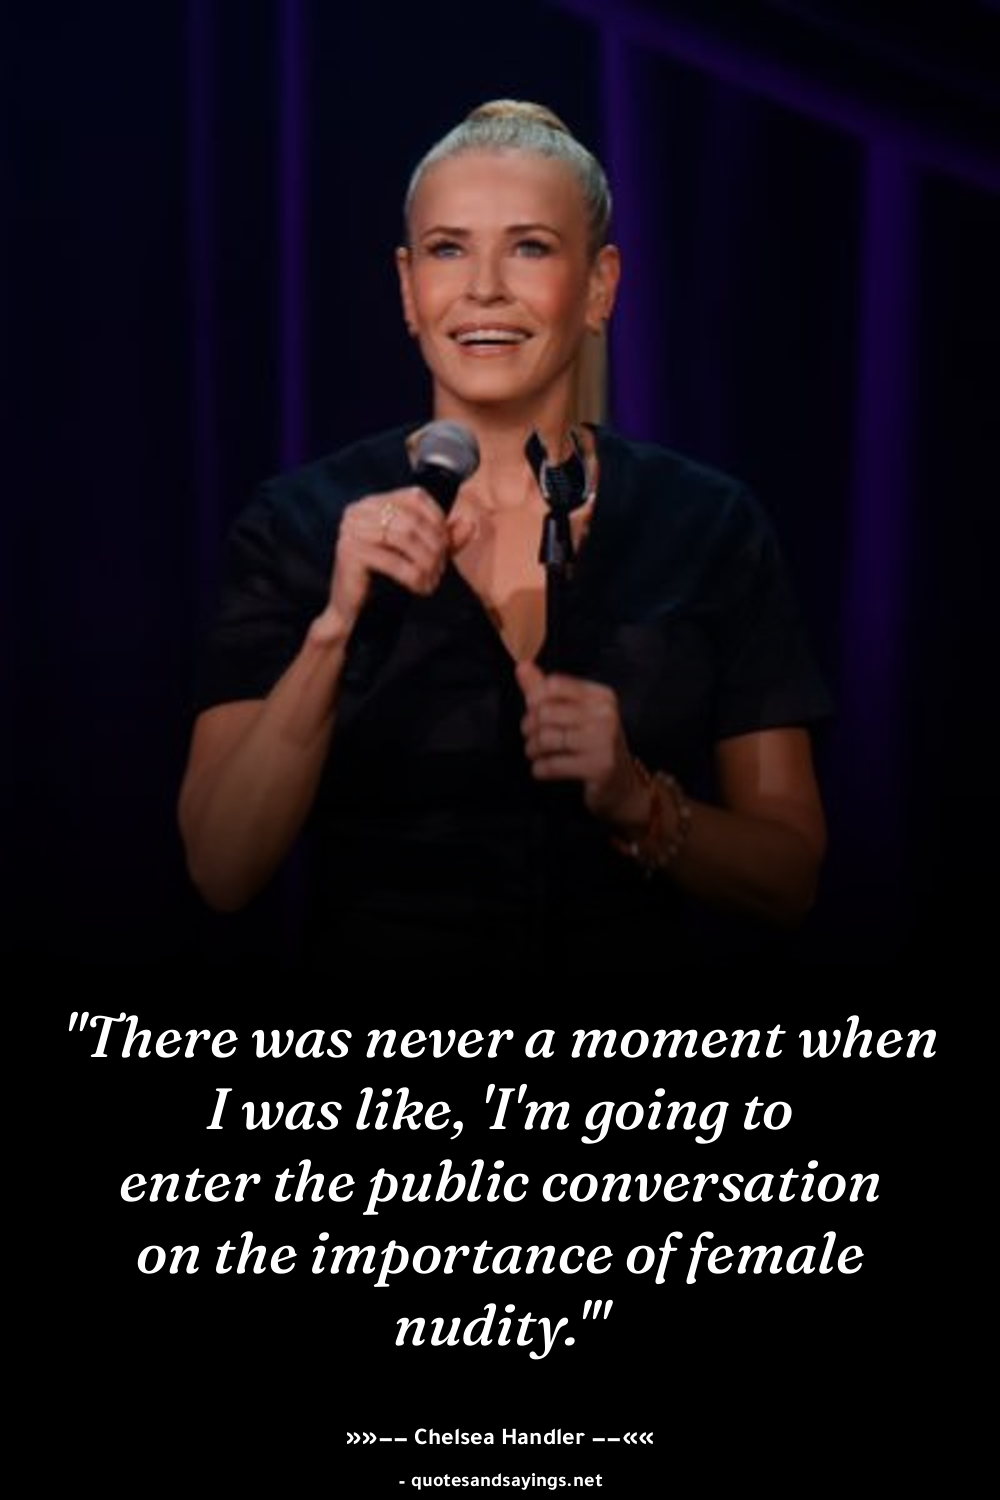 "There was never a moment when
I was like, 'I'm going to
enter the public conversation
on the importance of female
nudity.'"
»»−− Chelsea Handler −−««
- quotesandsayings.net